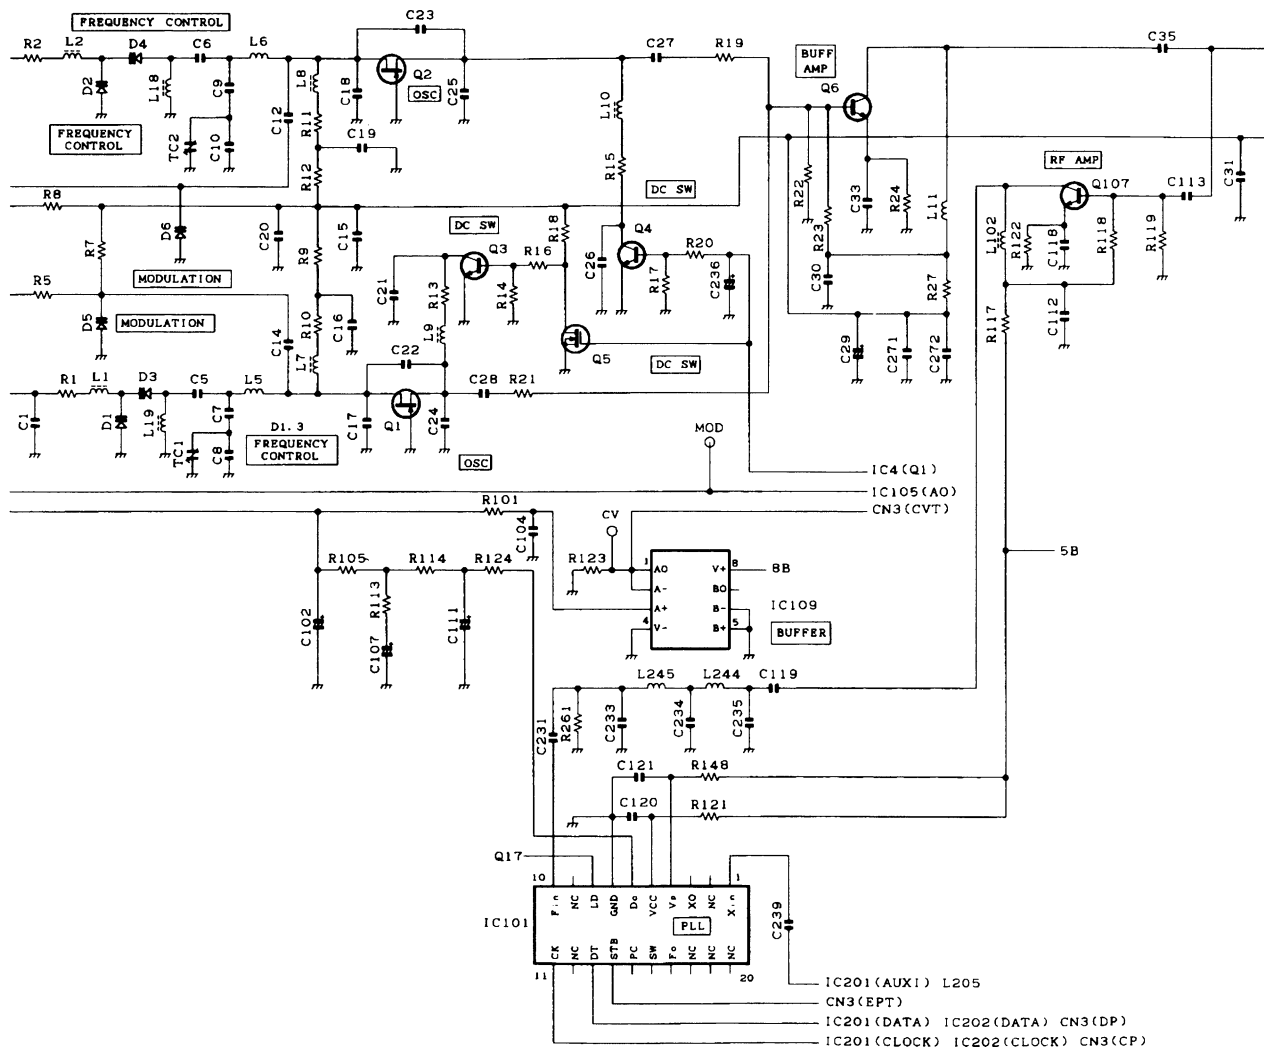 FREQUENCY CONTROL
C23
R2
L2
D4
C6
L6
C27
R19
BUFF
AMP
C35
D2
L18
C9
L8
C18
Q2
OSC
C25
Q6
L10
FREQUENCY
CONTROL
TC2
C10
C12
R11
C19
R12
R15
RF AMP
Q107
C113
C31
R8
DC SW
R22
R23
C33
R24
L11
L102
R122
C118
R118
R119
R7
D6
C20
C15
R9
DC SW
Q3
R16
R18
C26
Q4
R20
R17
C236
C30
R27
MODULATION
R5
C21
R13
R14
D5
MODULATION
C14
R10
C16
L9
L7
C22
Q5
DC SW
C29
C271
C272
R117
C112
R1
L1
D3
C5
L5
C28
R21
C1
D1
L19
C7
TC1
C8
D1.3
FREQUENCY
CONTROL
C17
Q1
C24
OSC
MOD
IC4(Q1)
IC105(AO)
CN3(CVT)
R101
C104
CV
R105
R114
R124
R123
1
AO
V+
8
8B
5B
A-
BO
R113
C102
C107
C111
A+
B-
IC109
4
V-
B+
5
BUFFER
L245
L244
C119
C231
R261
C233
C234
C235
C121
R148
C120
R121
Q17
10
1
Fin
NC
LD
GND
Do
VCC
Vp
XO
NC
Xin
IC101
PLL
C239
CK
NC
DT
STB
PC
SW
Fo
NC
NC
NC
11
20
IC201(AUXI) L205
CN3(EPT)
IC201(DATA) IC202(DATA) CN3(DP)
IC201(CLOCK) IC202(CLOCK) CN3(CP)